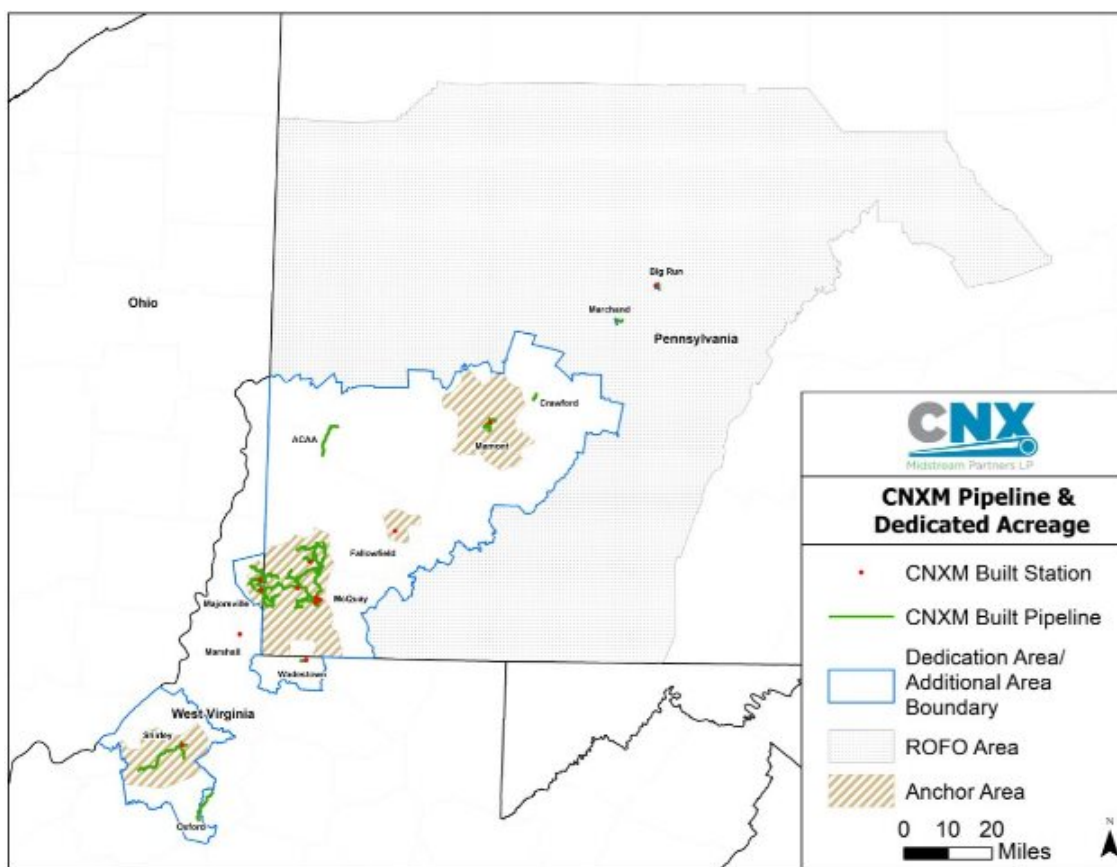 Big Run
Ohio
Marchand
Pennsylvania
Crawford
ACAA
Mamont
Fallowfield
Majorsville
McQuay
Marshall
Wadestown
West Virginia
Shirley
Oxford
CNX
Midstream Partners LP
CNXM Pipeline &
Dedicated Acreage
CNXM Built Station
CNXM Built Pipeline
Dedication Area/
Additional Area
Boundary
ROFO Area
Anchor Area
0 10 20
Miles
N